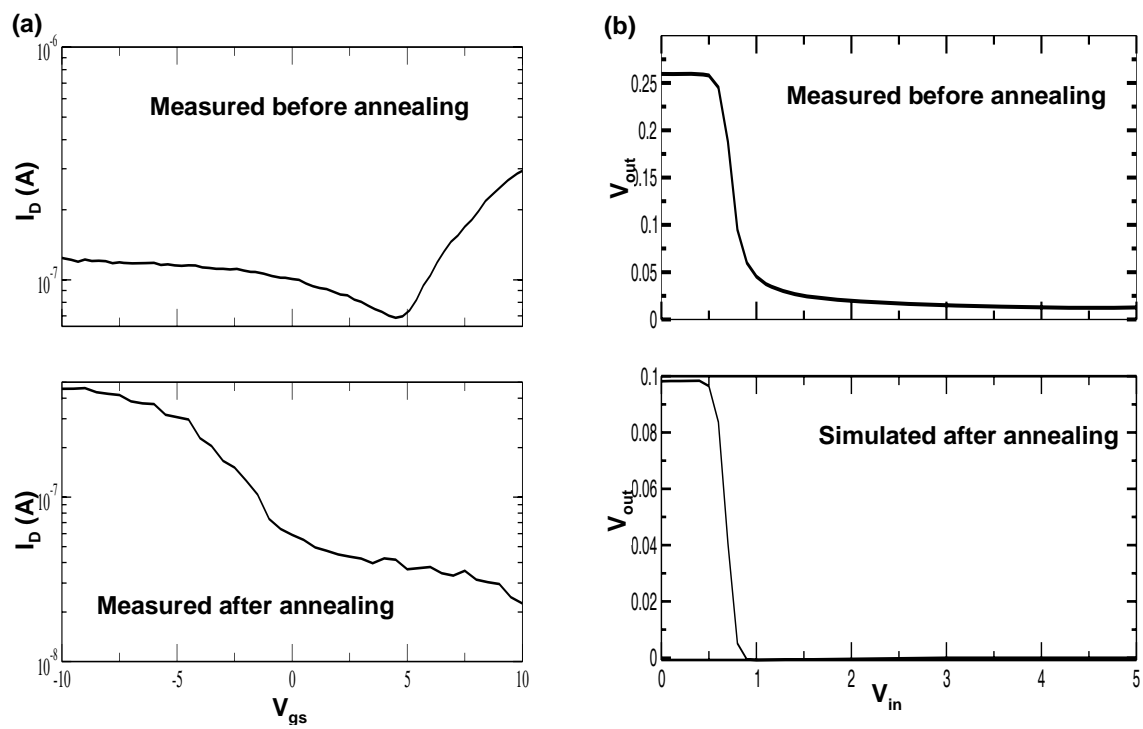 (a)
10^-6
Measured before annealing
I_D (A)
10^-7
10^-7
I_D (A)
Measured after annealing
10^-8
-10 -5 0 5 10
V_gs
(b)
0.25
Measured before annealing
0.2
V_out
0.15
0.1
0.05
0
0.1
0.08
Simulated after annealing
0.06
V_out
0.04
0.02
0
0 1 2 3 4 5
V_in